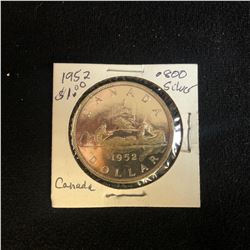 1952 .800
$1.00 Silver
CANADA
1952
DOLLAR
Canada